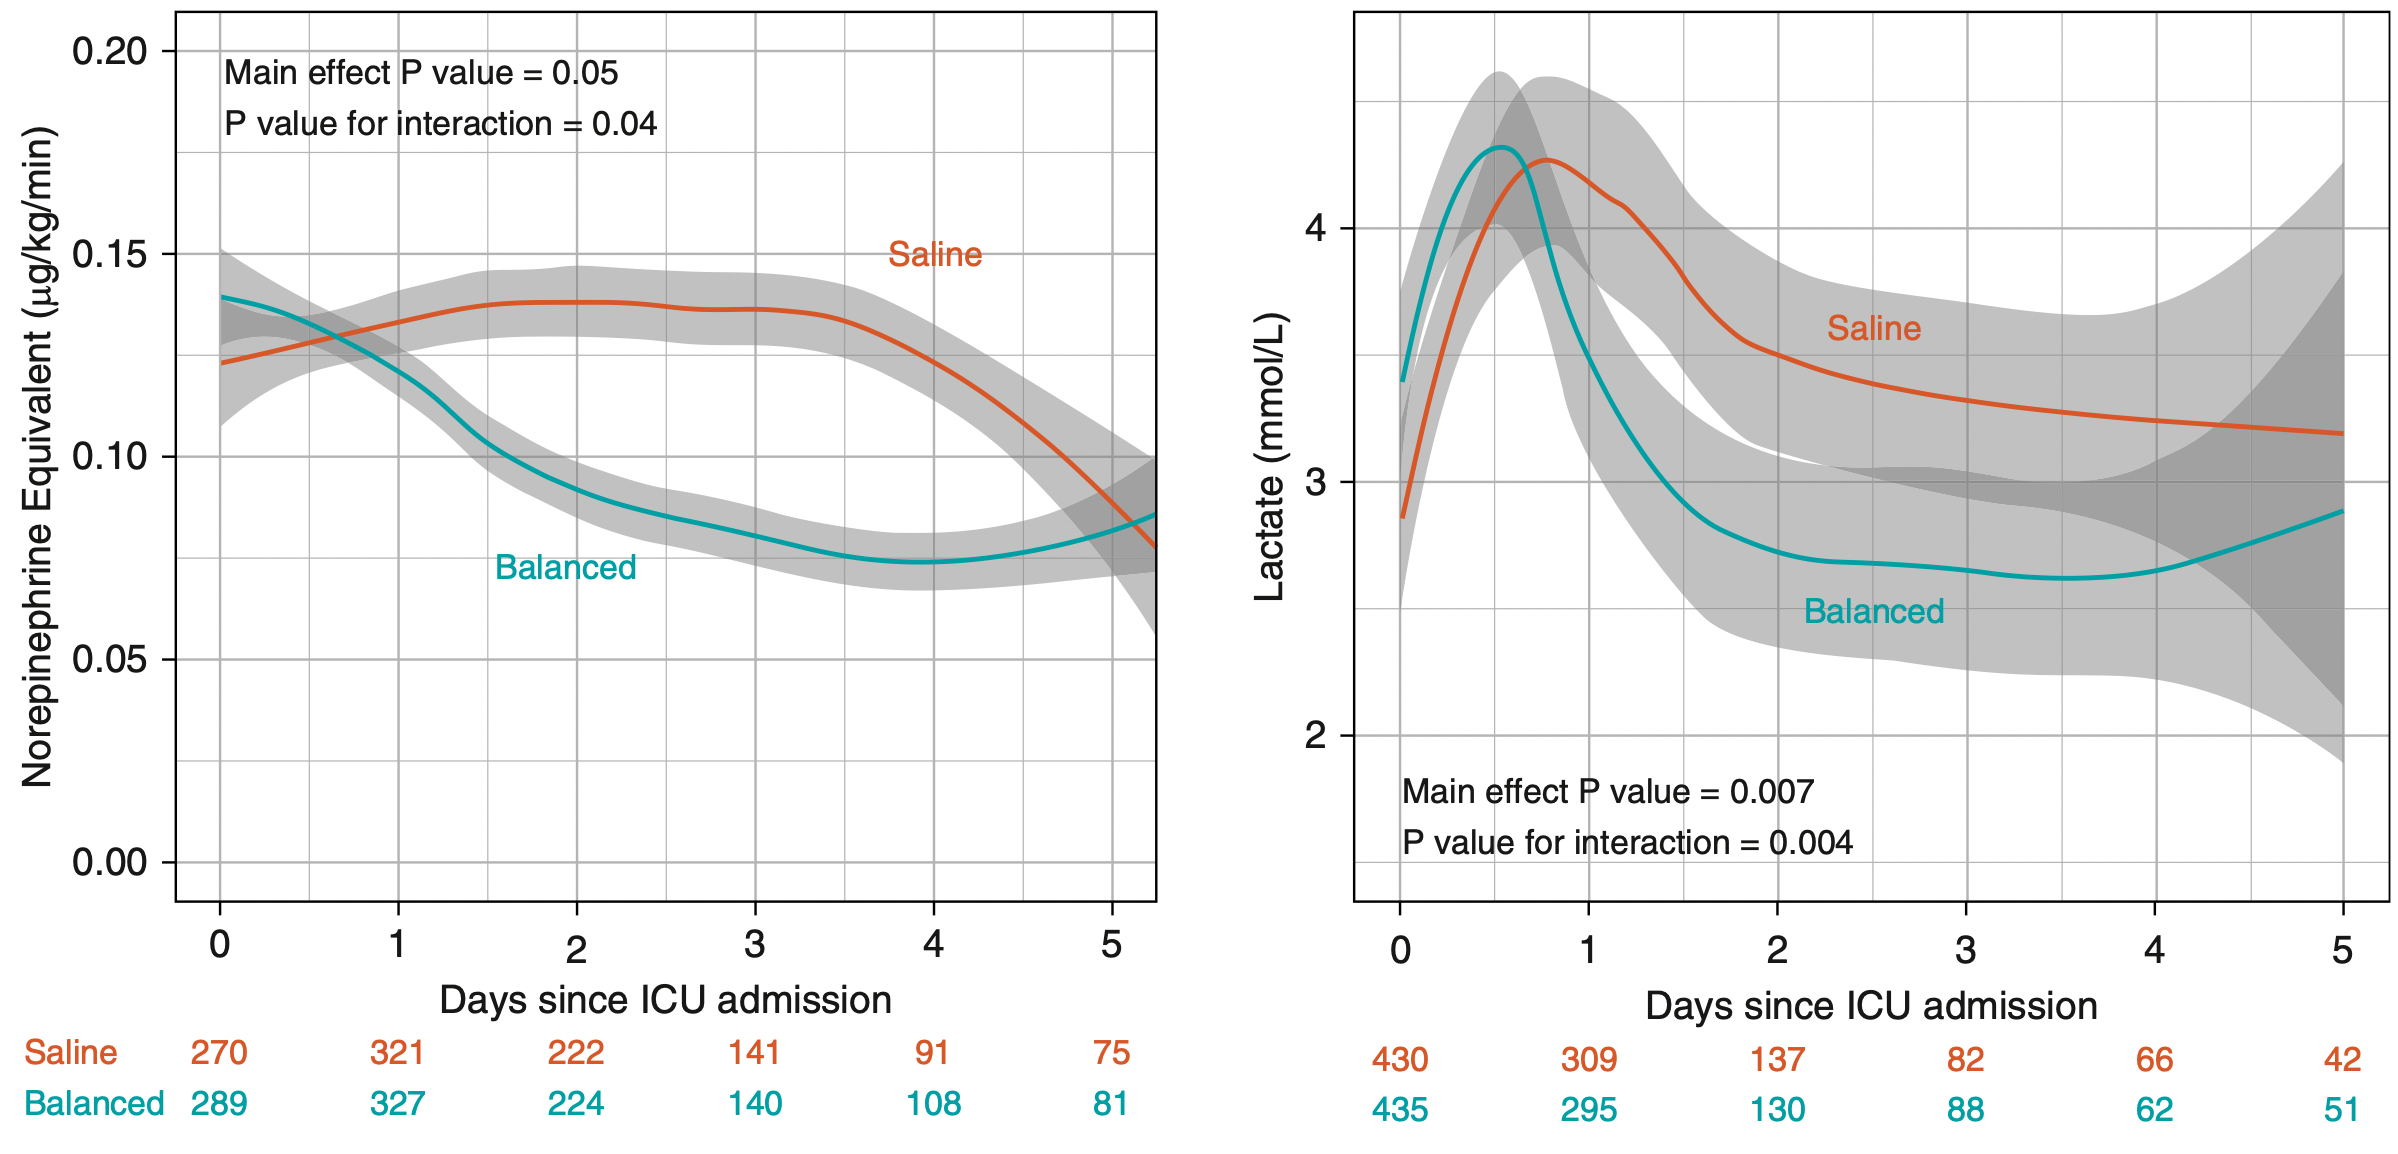 0.20
0.15
0.10
0.05
0.00
Norepinephrine Equivalent (µg/kg/min)
Main effect P value = 0.05
P value for interaction = 0.04
Saline
Balanced
0 1 2 3 4 5
Days since ICU admission
Saline 270 321 222 141 91 75
Balanced 289 327 224 140 108 81
4
3
2
Lactate (mmol/L)
Saline
Balanced
Main effect P value = 0.007
P value for interaction = 0.004
0 1 2 3 4 5
Days since ICU admission
430 309 137 82 66 42
435 295 130 88 62 51